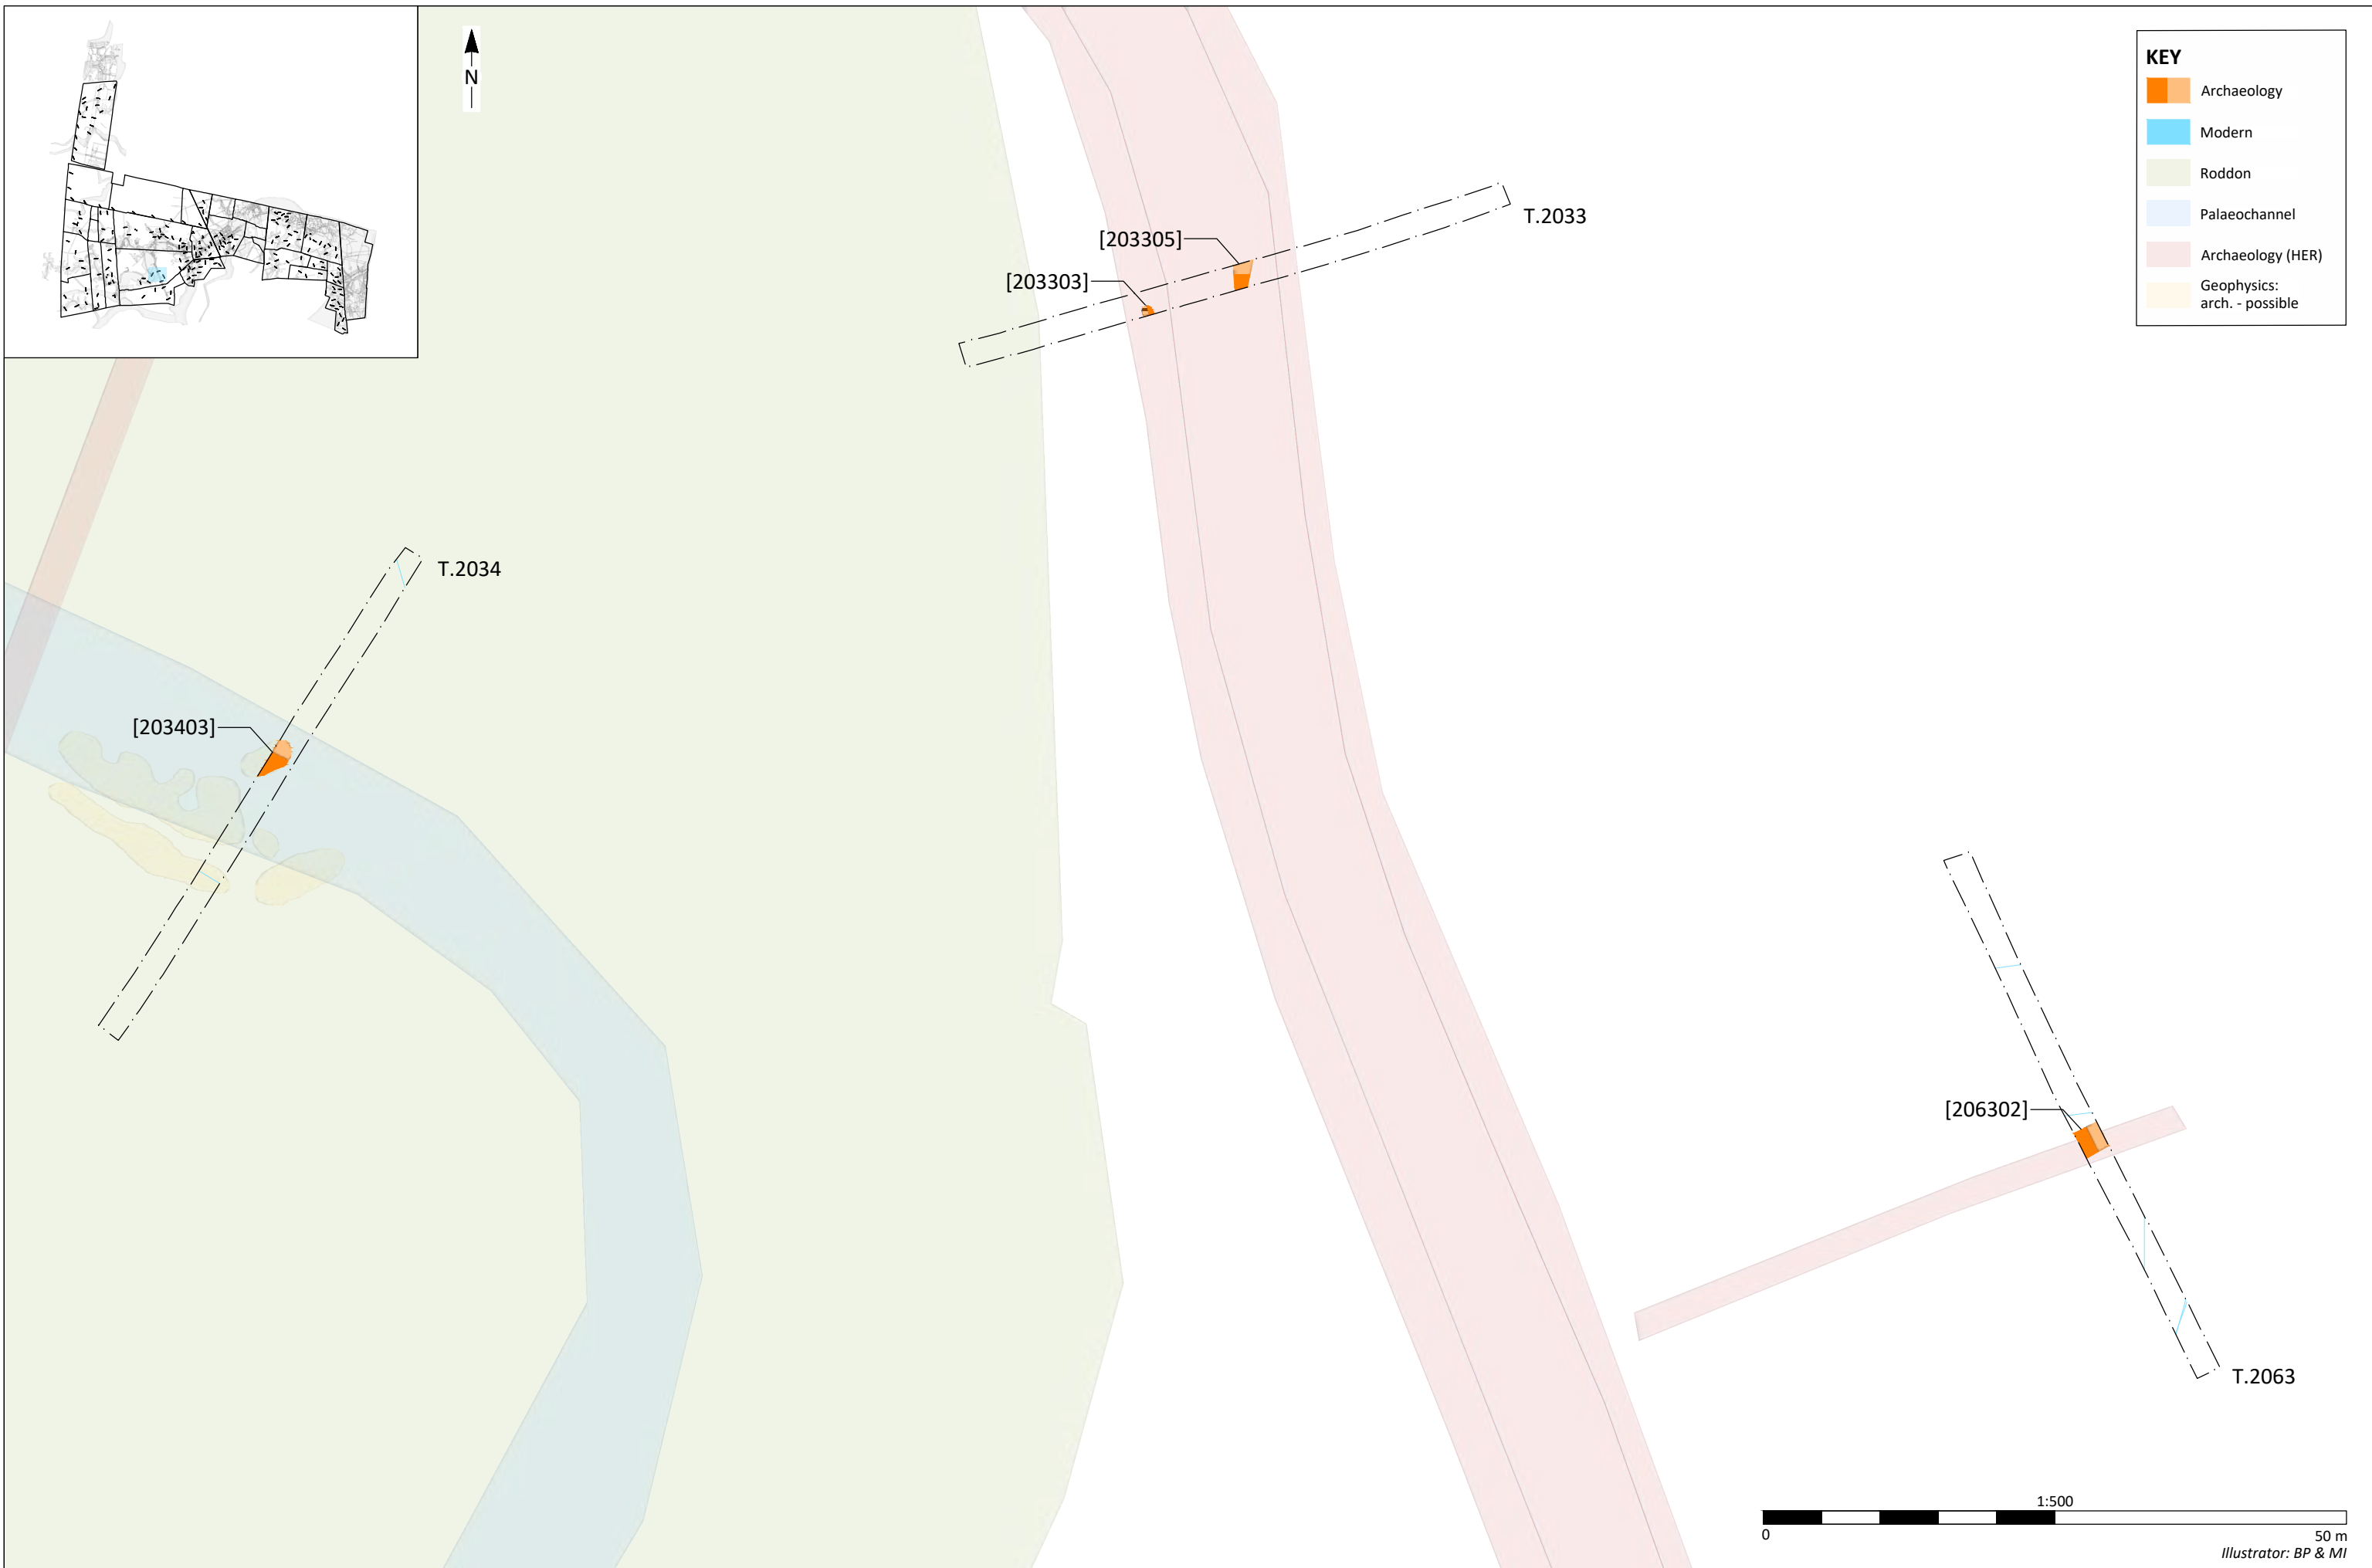 N
KEY
Archaeology
Modern
Roddon
Palaeochannel
Archaeology (HER)
Geophysics:
arch. - possible
T.2033
[203305]
[203303]
T.2034
[203403]
[206302]
T.2063
1:500
0 50 m
Illustrator: BP & MI